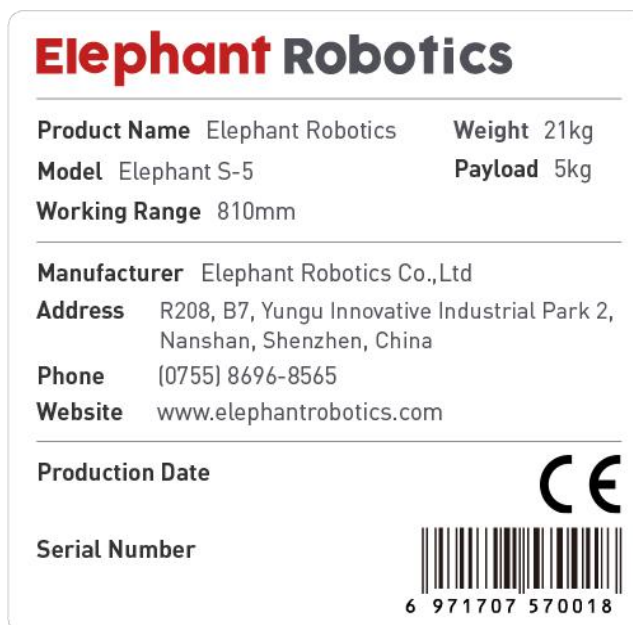 Elephant Robotics
Product Name Elephant Robotics Weight 21kg
Model Elephant S-5 Payload 5kg
Working Range 810mm
Manufacturer Elephant Robotics Co.,Ltd
Address R208, B7, Yungu Innovative Industrial Park 2,
Nanshan, Shenzhen, China
Phone (0755) 8696-8565
Website www.elephantrobotics.com
Production Date
CE
Serial Number
6 971707 570018